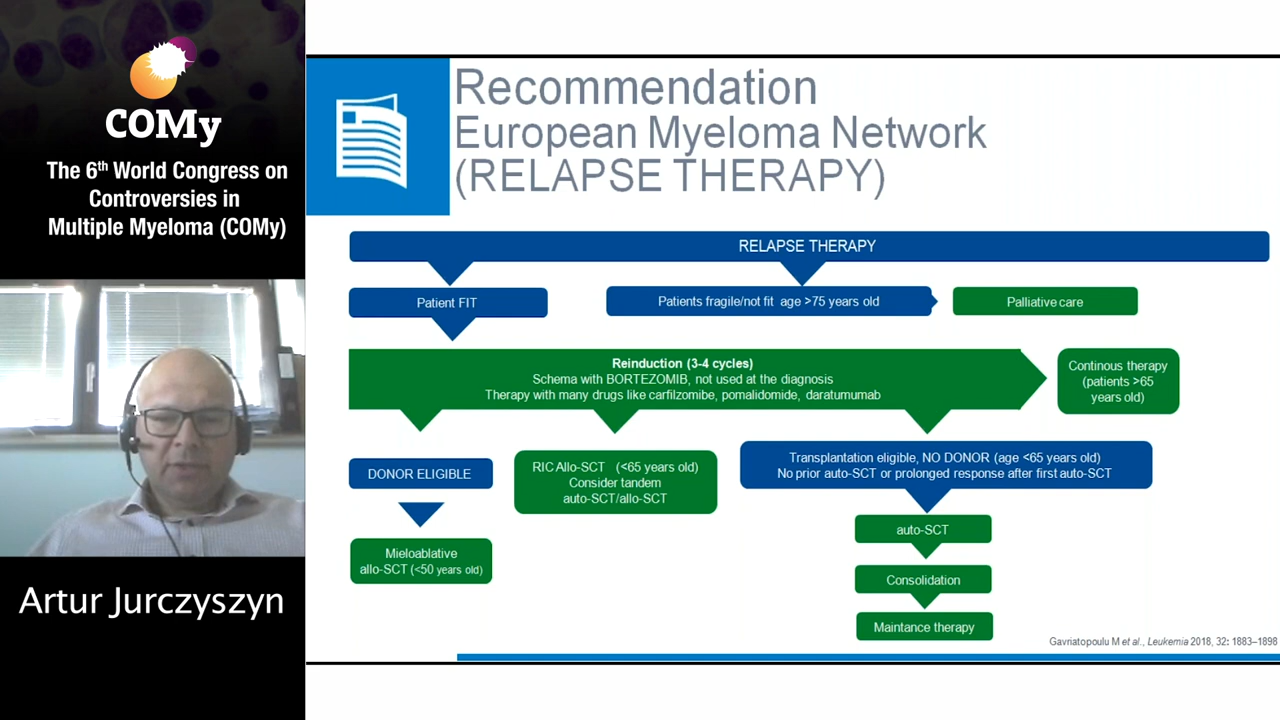 COMy
The 6th World Congress on
Controversies in
Multiple Myeloma (COMy)
Artur Jurczyszyn
Recommendation
European Myeloma Network
(RELAPSE THERAPY)
RELAPSE THERAPY
Patient FIT
Patients fragile/not fit age >75 years old
Palliative care
Reinduction (3-4 cycles)
Schema with BORTEZOMIB, not used at the diagnosis
Therapy with many drugs like carfilzomibe, pomalidomide, daratumumab
Continous therapy
(patients >65
years old)
DONOR ELIGIBLE
RIC Allo-SCT (<65 years old)
Consider tandem
auto-SCT/allo-SCT
Transplantation eligible, NO DONOR (age <65 years old)
No prior auto-SCT or prolonged response after first auto-SCT
Mieloablative
allo-SCT (<50 years old)
auto-SCT
Consolidation
Maintance therapy
Gavriatopoulu M et al., Leukemia 2018, 32: 1883–1898